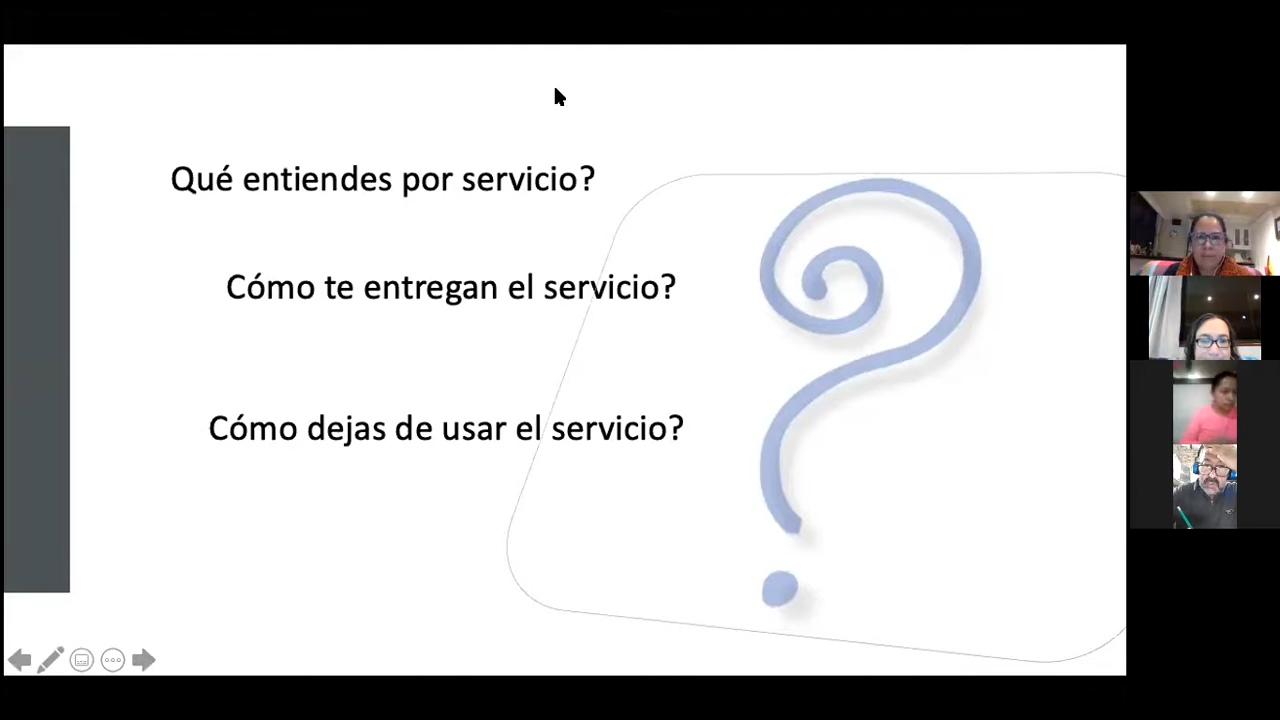 Qué entiendes por servicio?
Cómo te entregan el servicio?
Cómo dejas de usar el servicio?